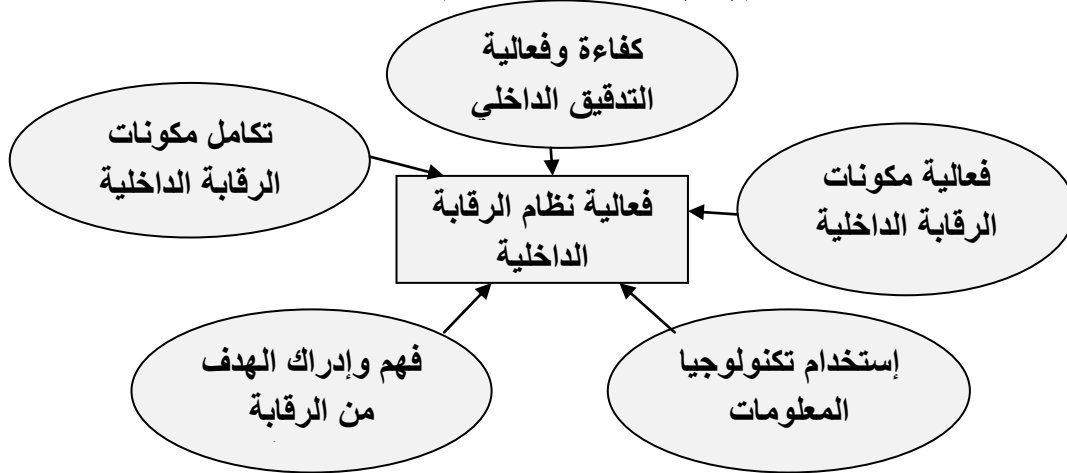 كفاءة وفعالية
التدقيق الداخلي
تكامل مكونات
الرقابة الداخلية
فعالية مكونات
الرقابة الداخلية
فعالية نظام الرقابة
الداخلية
فهم وإدراك الهدف
من الرقابة
إستخدام تكنولوجيا
المعلومات